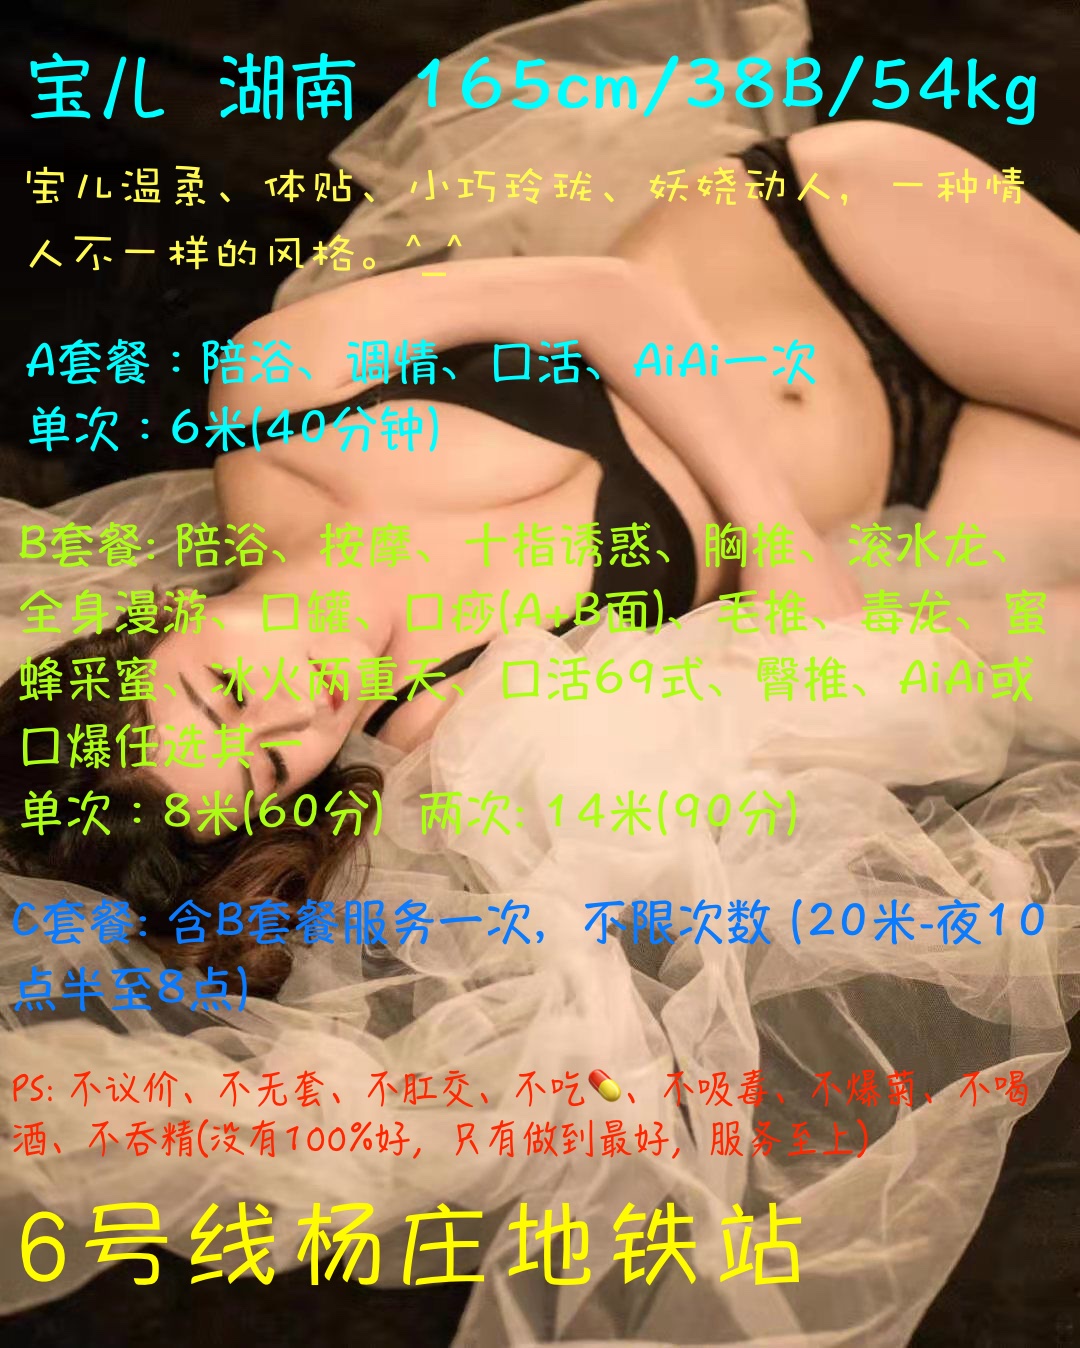 宝儿 湖南 165cm/38B/54kg
宝儿温柔、体贴、小巧玲珑、妖娆动人，一种情
人不一样的风格。^_^
A套餐：陪浴、调情、口活、AiAi一次
单次：6米(40分钟)
B套餐: 陪浴、按摩、十指诱惑、胸推、滚水龙、
全身漫游、口罐、口痧(A+B面)、毛推、毒龙、蜜
蜂采蜜、冰火两重天、口活69式、臀推、AiAi或
口爆任选其一
单次：8米(60分) 两次: 14米(90分)
C套餐: 含B套餐服务一次，不限次数 (20米-夜10
点半至8点)
PS: 不议价、不无套、不肛交、不吃💊、不吸毒、不爆菊、不喝
酒、不吞精(没有100%好，只有做到最好，服务至上)
6号线杨庄地铁站